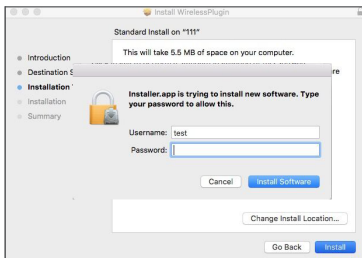 Install WirelessPlugin
Standard Install on "111"
This will take 5.5 MB of space on your computer.
Introduction
Destination S
re
Installation
Installer.app is trying to install new software. Type
your password to allow this.
Installation
Summary
Username: test
Password:
Cancel Install Software
Change Install Location...
Go Back Install